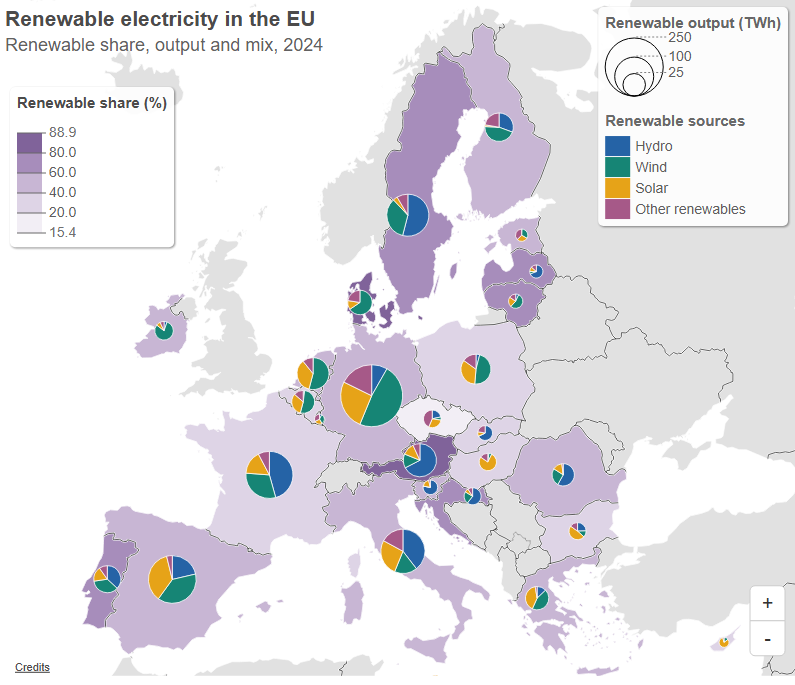 Renewable electricity in the EU
Renewable share, output and mix, 2024
Renewable share (%)
88.9
80.0
60.0
40.0
20.0
15.4
Renewable output (TWh)
250
100
25
Renewable sources
Hydro
Wind
Solar
Other renewables
+
-
Credits